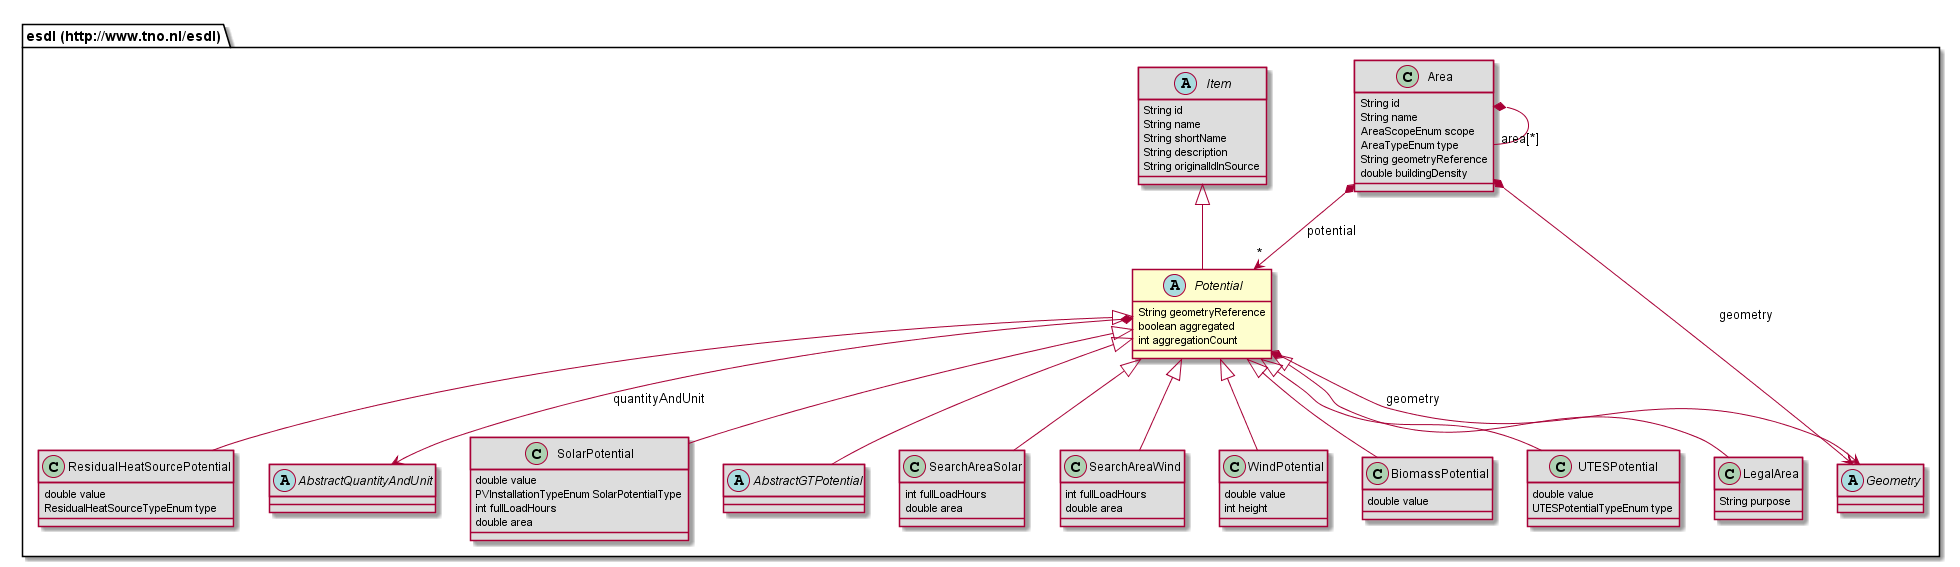 esdl (http://www.tno.nl/esdl)
A Item
String id
String name
String shortName
String description
String originalIdInSource
C Area
String id
String name
AreaScopeEnum scope
AreaTypeEnum type
String geometryReference
double buildingDensity
area[*]
potential
*
geometry
A Potential
String geometryReference
boolean aggregated
int aggregationCount
quantityAndUnit
geometry
C ResidualHeatSourcePotential
double value
ResidualHeatSourceTypeEnum type
A AbstractQuantityAndUnit
C SolarPotential
double value
PVInstallationTypeEnum SolarPotentialType
int fullLoadHours
double area
A AbstractGTPotential
C SearchAreaSolar
int fullLoadHours
double area
C SearchAreaWind
int fullLoadHours
double area
C WindPotential
double value
int height
C BiomassPotential
double value
C UTESPotential
double value
UTESPotentialTypeEnum type
C LegalArea
String purpose
A Geometry